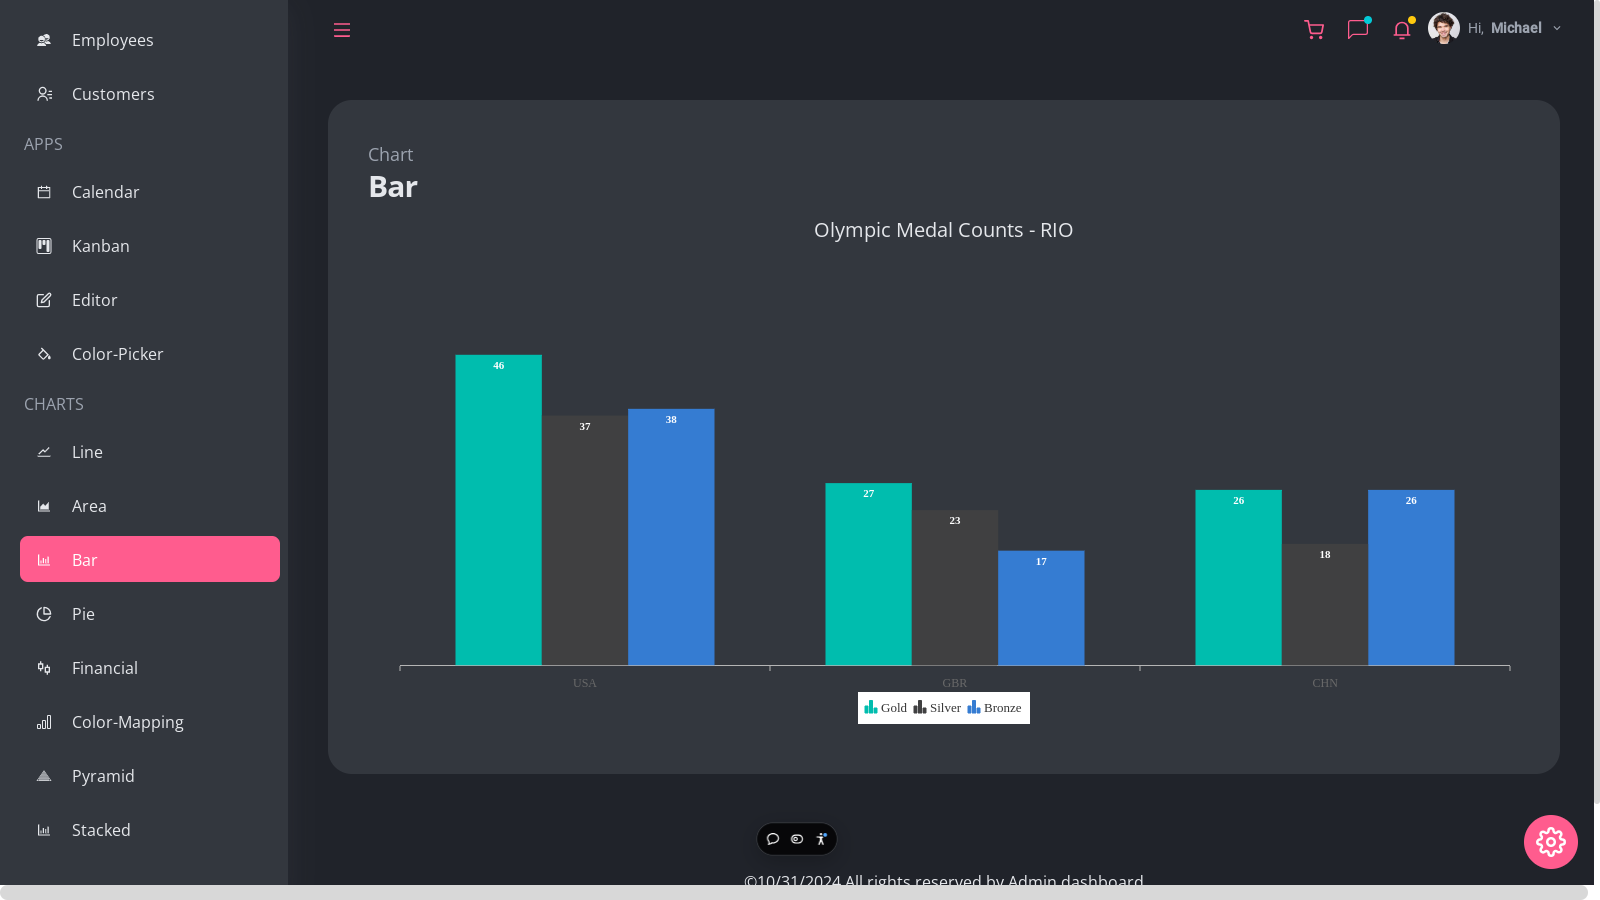 Employees
Customers
APPS
Calendar
Kanban
Editor
Color-Picker
CHARTS
Line
Area
Bar
Pie
Financial
Color-Mapping
Pyramid
Stacked
Hi, Michael
Chart
Bar
Olympic Medal Counts - RIO
46
37
38
27
23
17
26
18
26
USA
GBR
CHN
Gold Silver Bronze
©10/31/2024 All rights reserved by Admin dashboard